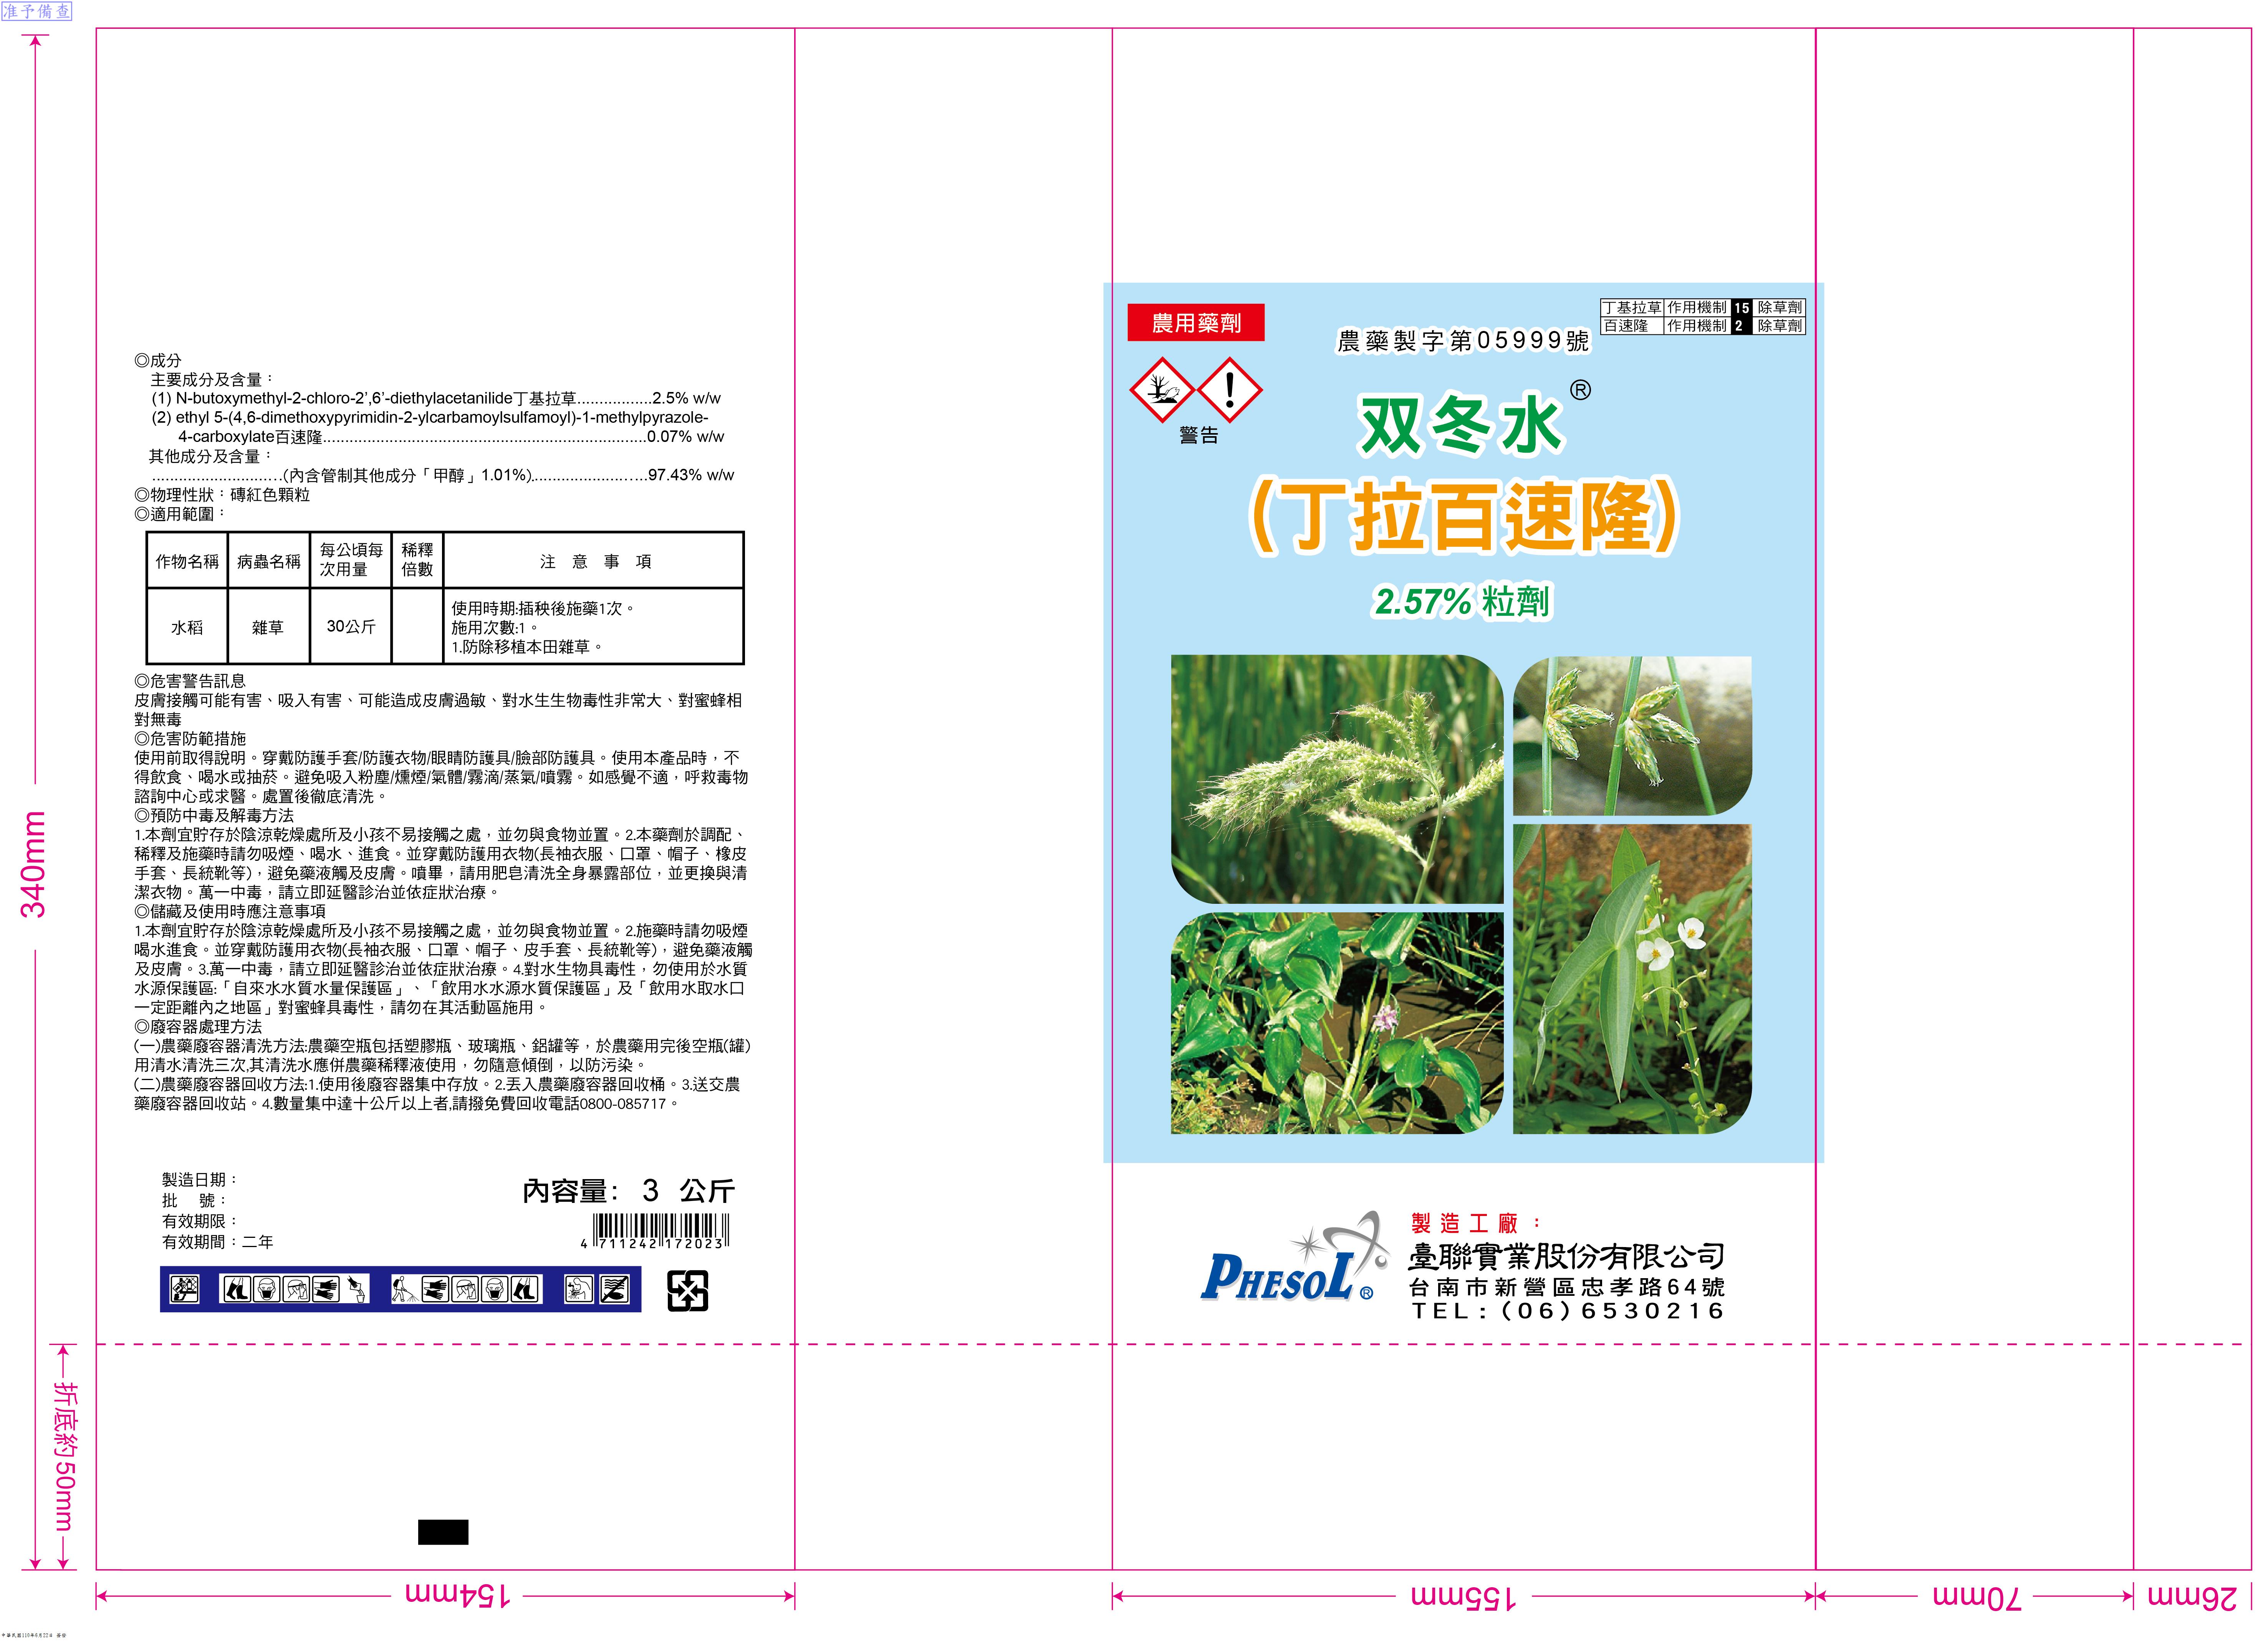 准予備查
◎成分
主要成分及含量：
(1) N-butoxymethyl-2-chloro-2’,6’-diethylacetanilide丁基拉草.................2.5% w/w
(2) ethyl 5-(4,6-dimethoxypyrimidin-2-ylcarbamoylsulfamoyl)-1-methylpyrazole-
4-carboxylate百速隆................................................................................0.07% w/w
其他成分及含量：
..............................(內含管制其他成分「甲醇」1.01%)...........................97.43% w/w
◎物理性狀：磚紅色顆粒
◎適用範圍：
作物名稱 病蟲名稱 每公頃每次用量 稀釋倍數 注 意 事 項
水稻 雜草 30公斤 使用時期:插秧後施藥1次。
施用次數:1。
1.防除移植本田雜草。
◎危害警告訊息
皮膚接觸可能有害、吸入有害、可能造成皮膚過敏、對水生生物毒性非常大、對蜜蜂相
對無毒
◎危害防範措施
使用前取得說明。穿戴防護手套/防護衣物/眼睛防護具/臉部防護具。使用本產品時，不
得飲食、喝水或抽菸。避免吸入粉塵/燻煙/氣體/霧滴/蒸氣/噴霧。如感覺不適，呼救毒物
諮詢中心或求醫。處置後徹底清洗。
◎預防中毒及解毒方法
1.本劑宜貯存於陰涼乾燥處所及小孩不易接觸之處，並勿與食物並置。2.本藥劑於調配、
稀釋及施藥時請勿吸煙、喝水、進食。並穿戴防護用衣物(長袖衣服、口罩、帽子、橡皮
手套、長統靴等)，避免藥液觸及皮膚。噴畢，請用肥皂清洗全身暴露部位，並更換與清
潔衣物。萬一中毒，請立即延醫診治並依症狀治療。
◎儲藏及使用時應注意事項
1.本劑宜貯存於陰涼乾燥處所及小孩不易接觸之處，並勿與食物並置。2.施藥時請勿吸煙
喝水進食。並穿戴防護用衣物(長袖衣服、口罩、帽子、皮手套、長統靴等)，避免藥液觸
及皮膚。3.萬一中毒，請立即延醫診治並依症狀治療。4.對水生物具毒性，勿使用於水質
水源保護區:「自來水水質水量保護區」、「飲用水水源水質保護區」及「飲用水取水口
一定距離內之地區」對蜜蜂具毒性，請勿在其活動區施用。
◎廢容器處理方法
(一)農藥廢容器清洗方法:農藥空瓶包括塑膠瓶、玻璃瓶、鋁罐等，於農藥用完後空瓶(罐)
用清水清洗三次,其清洗水應併農藥稀釋液使用，勿隨意傾倒，以防污染。
(二)農藥廢容器回收方法:1.使用後廢容器集中存放。2.丟入農藥廢容器回收桶。3.送交農
藥廢容器回收站。4.數量集中達十公斤以上者,請撥免費回收電話0800-085717。
製造日期：
批 號：
有效期限：
有效期間：二年
內容量: 3 公斤
4 711242 172023
農用藥劑
警告
丁基拉草 作用機制 15 除草劑
百速隆 作用機制 2 除草劑
農藥製字第05999號
双冬水®
(丁拉百速隆)
2.57% 粒劑
PHESOL®
製造工廠：
臺聯實業股份有限公司
台南市新營區忠孝路64號
TEL:(06)6530216
340mm
折底約50mm
154mm
155mm
70mm
26mm